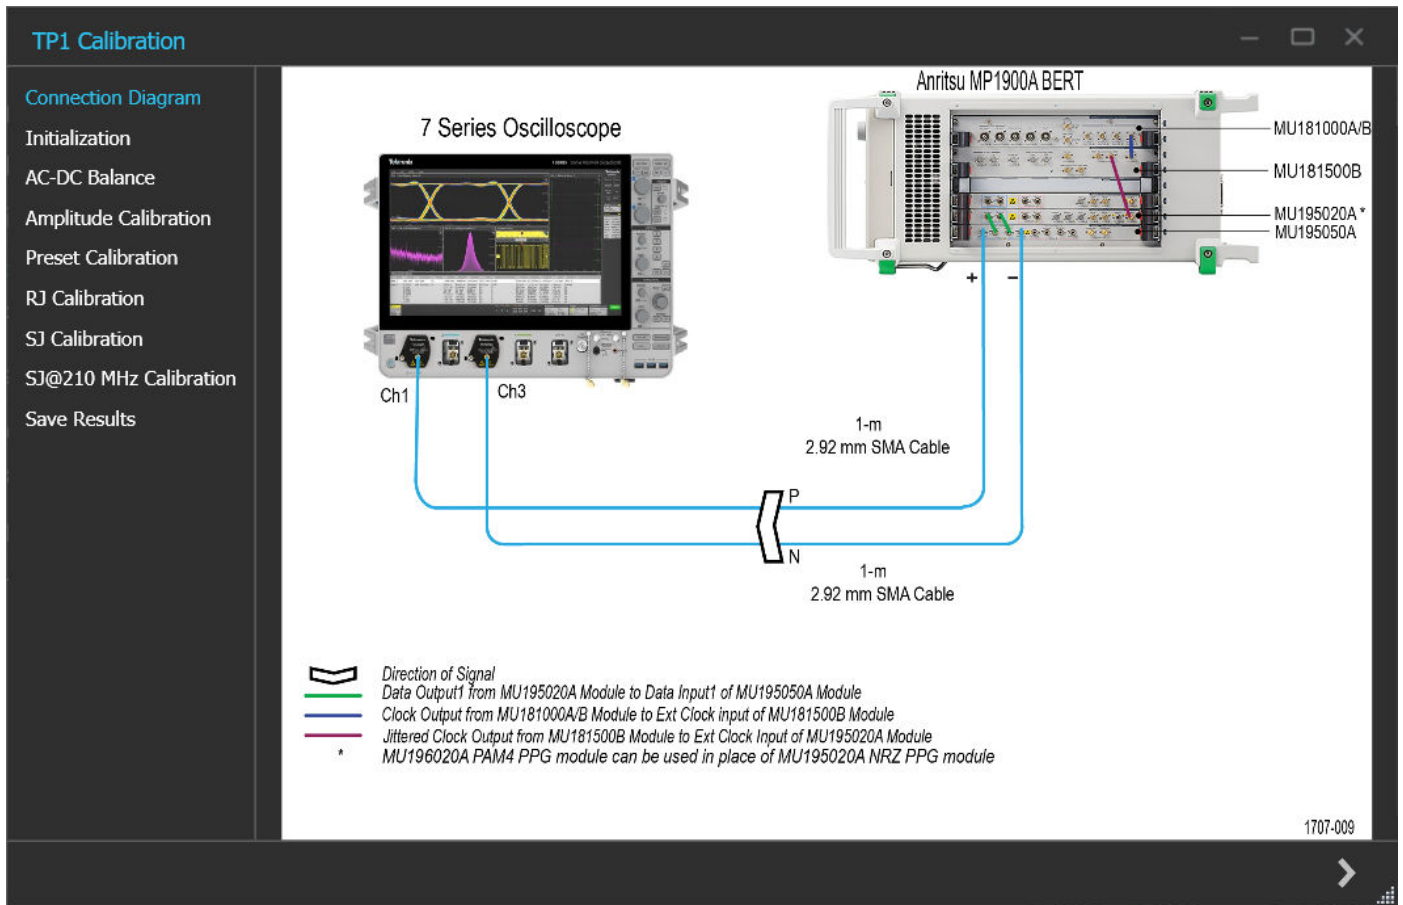 TP1 Calibration
Connection Diagram
Initialization
AC-DC Balance
Amplitude Calibration
Preset Calibration
RJ Calibration
SJ Calibration
SJ@210 MHz Calibration
Save Results
Anritsu MP1900A BERT
7 Series Oscilloscope
Tektronix
MU181000A/B
MU181500B
MU195020A *
MU195050A
+
−
Ch1
Ch3
1-m
2.92 mm SMA Cable
P
N
1-m
2.92 mm SMA Cable
Direction of Signal
Data Output1 from MU195020A Module to Data Input1 of MU195050A Module
Clock Output from MU181000A/B Module to Ext Clock input of MU181500B Module
Jittered Clock Output from MU181500B Module to Ext Clock Input of MU195020A Module
* MU196020A PAM4 PPG module can be used in place of MU195020A NRZ PPG module
1707-009